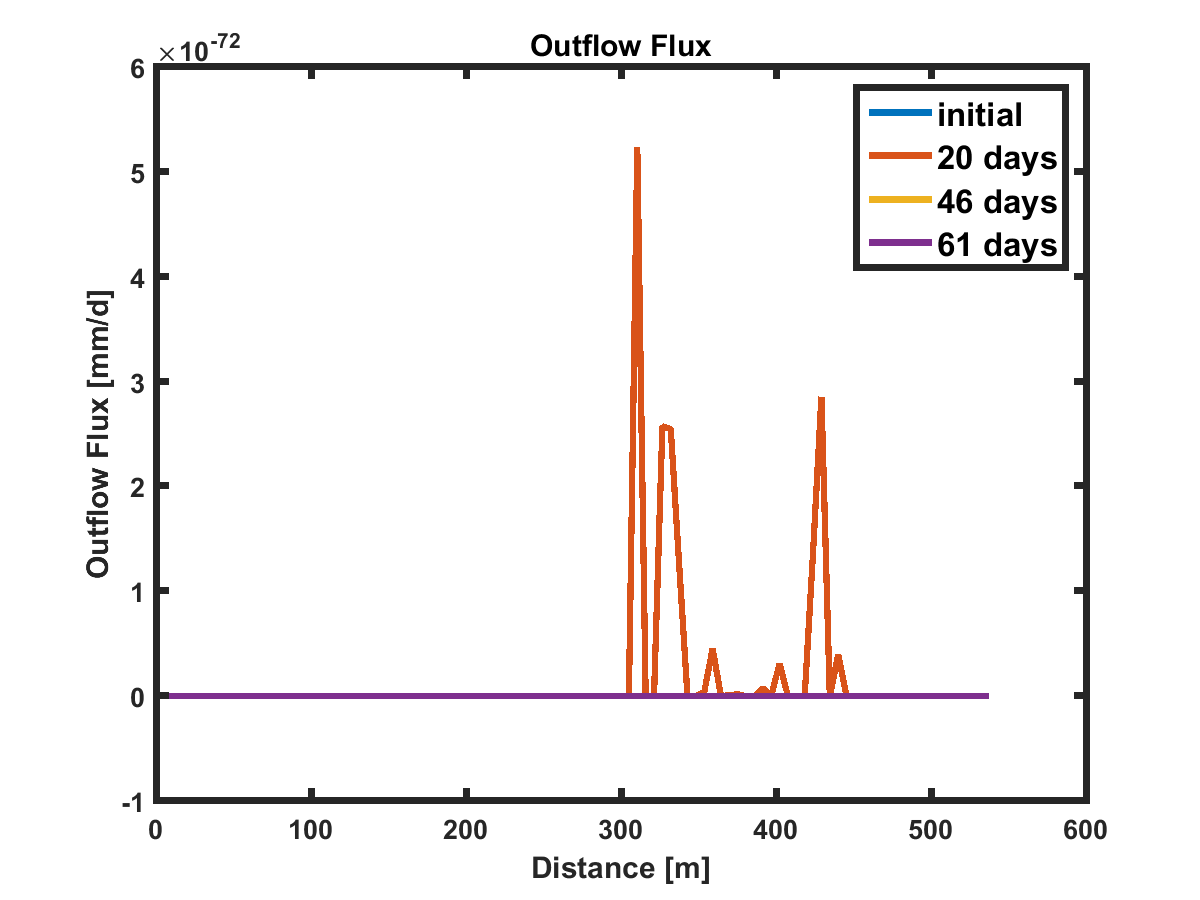 Outflow Flux
×10-72
6
5
4
3
2
1
0
-1
Outflow Flux [mm/d]
0 100 200 300 400 500 600
Distance [m]
initial
20 days
46 days
61 days